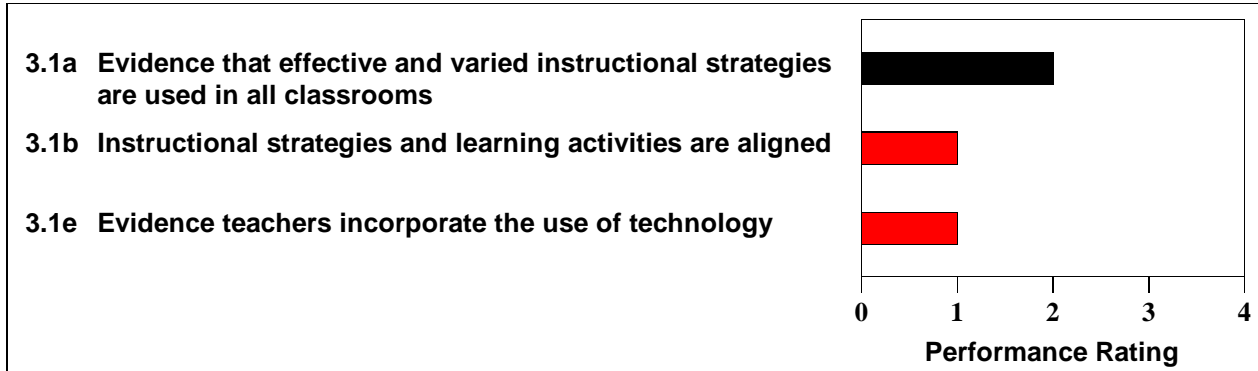 3.1a Evidence that effective and varied instructional strategies
are used in all classrooms
3.1b Instructional strategies and learning activities are aligned
3.1e Evidence teachers incorporate the use of technology
0 1 2 3 4
Performance Rating